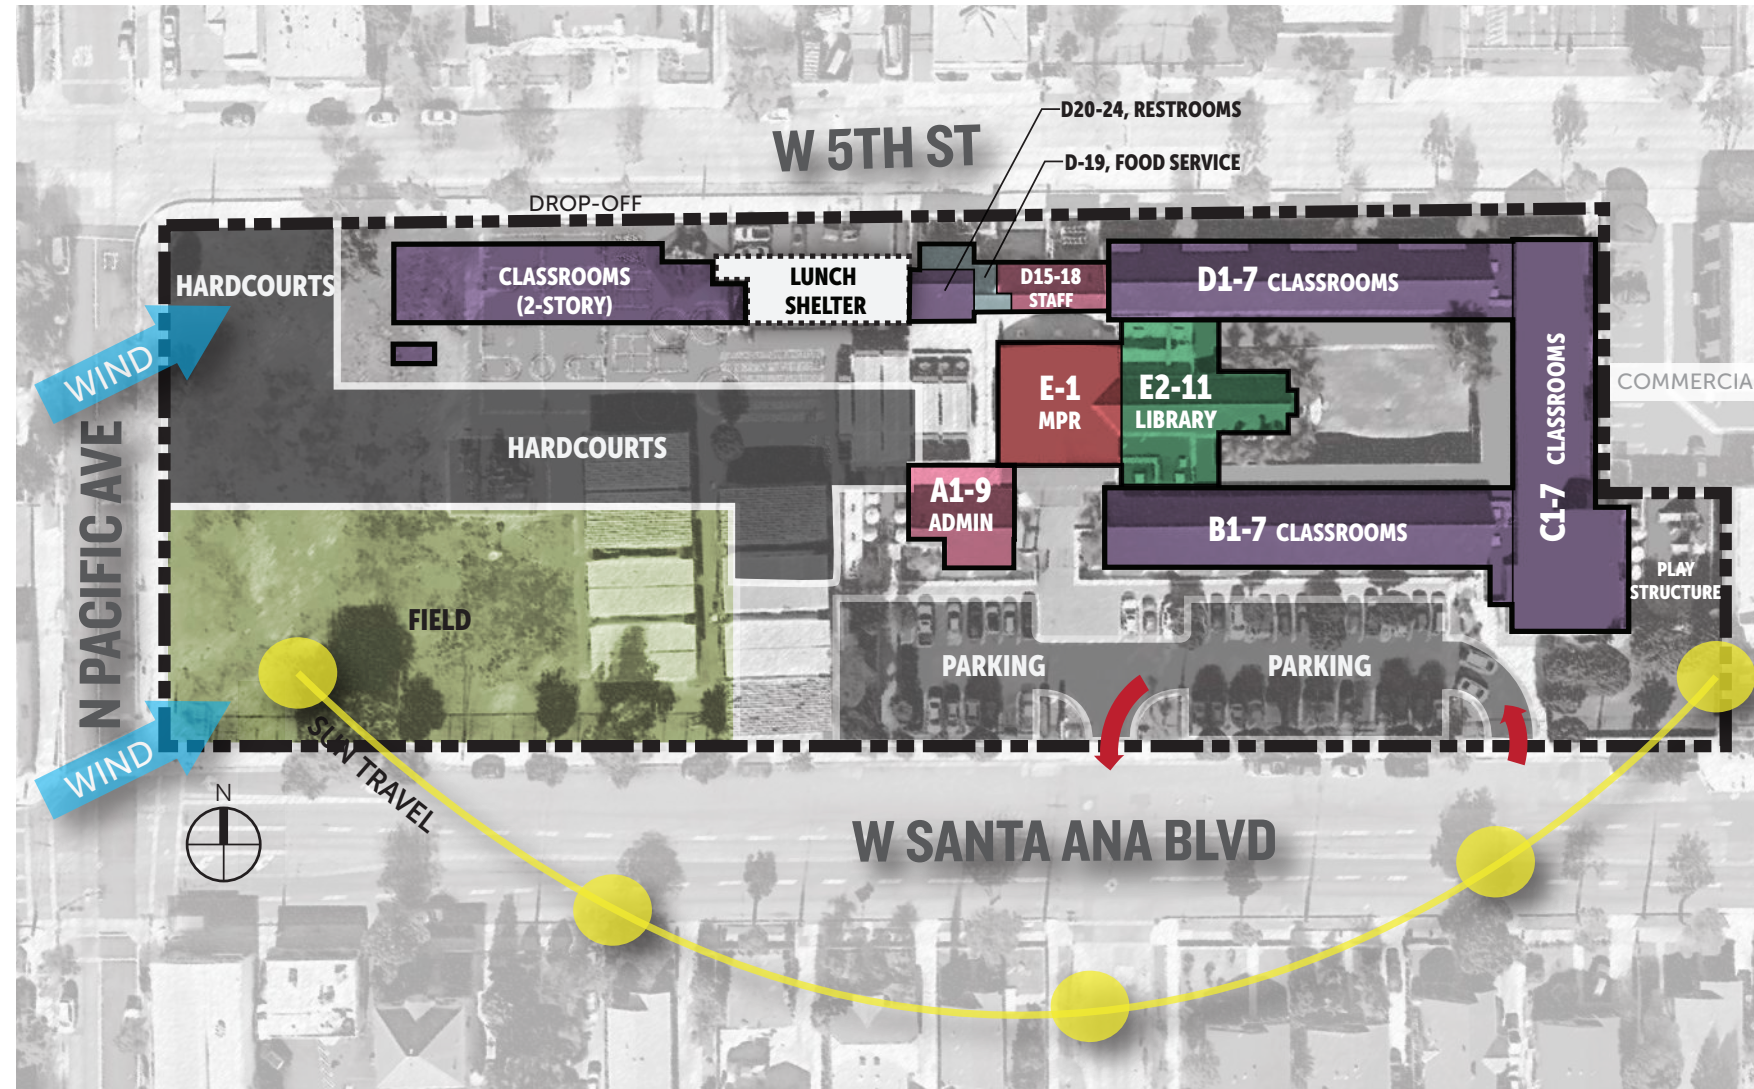 W 5TH ST
D20-24, RESTROOMS
D-19, FOOD SERVICE
DROP-OFF
HARDCOURTS
CLASSROOMS
(2-STORY)
LUNCH
SHELTER
D15-18
STAFF
D1-7 CLASSROOMS
WIND
E-1
MPR
E2-11
LIBRARY
C1-7 CLASSROOMS
COMMERCIA
HARDCOURTS
A1-9
ADMIN
B1-7 CLASSROOMS
N PACIFIC AVE
PLAY
STRUCTURE
FIELD
PARKING
PARKING
WIND
SUN TRAVEL
N
W SANTA ANA BLVD